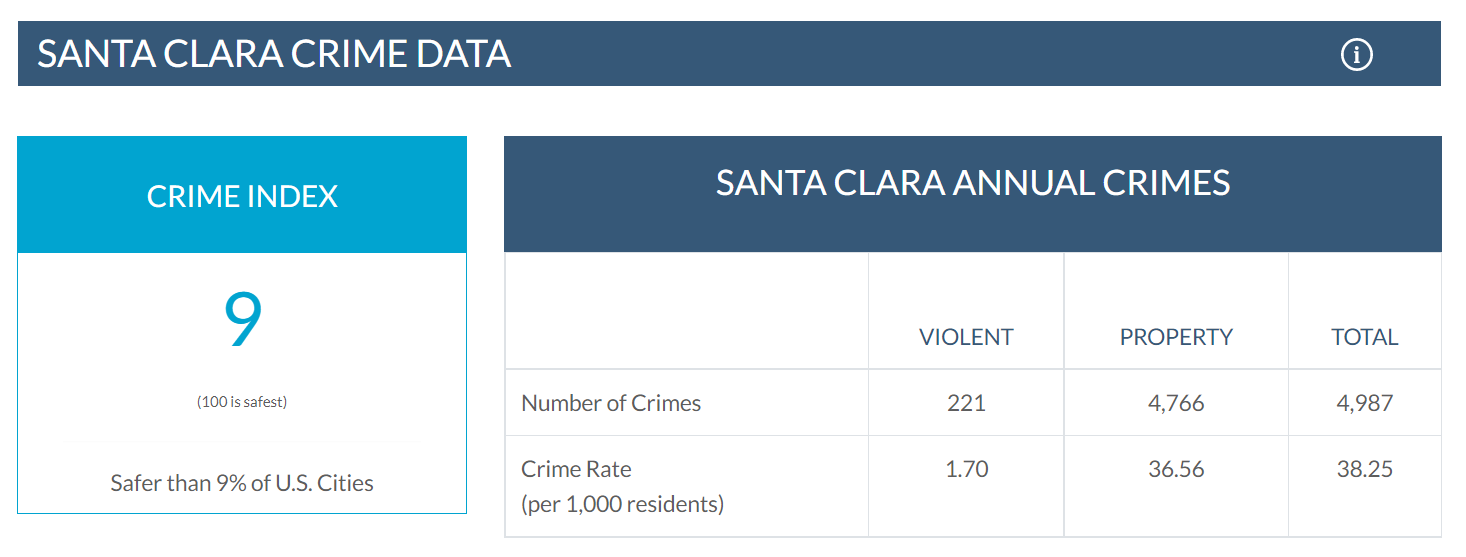 SANTA CLARA CRIME DATA
CRIME INDEX
9
(100 is safest)
Safer than 9% of U.S. Cities
SANTA CLARA ANNUAL CRIMES
VIOLENT PROPERTY TOTAL
Number of Crimes 221 4,766 4,987
Crime Rate 1.70 36.56 38.25
(per 1,000 residents)